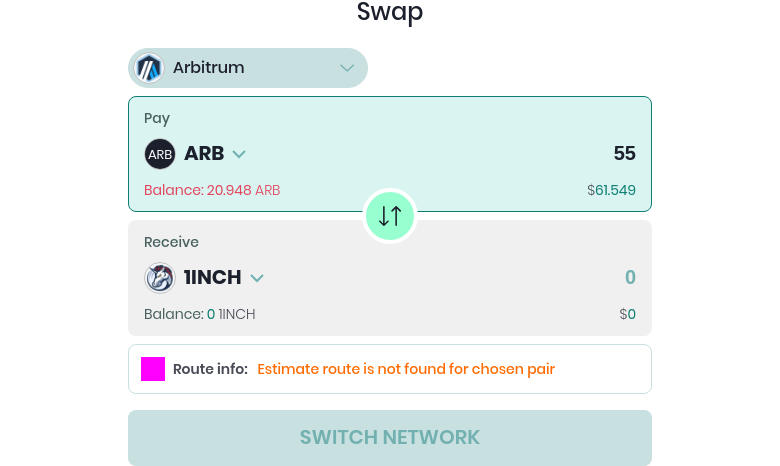 Swap
Arbitrum
Pay
ARB ARB 55
Balance: 20.948 ARB $61.549
Receive
1INCH 0
Balance: 0 1INCH $0
Route info: Estimate route is not found for chosen pair
SWITCH NETWORK